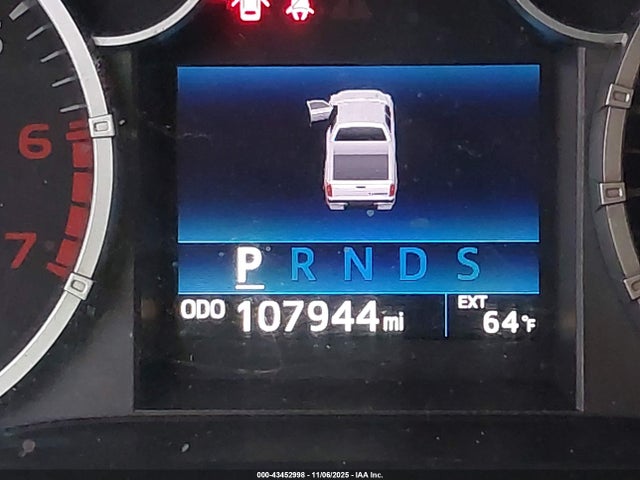 6
7
P R N D S
ODO 107944 mi
EXT
64°F
000-43452998 - 11/06/2025 - IAA Inc.